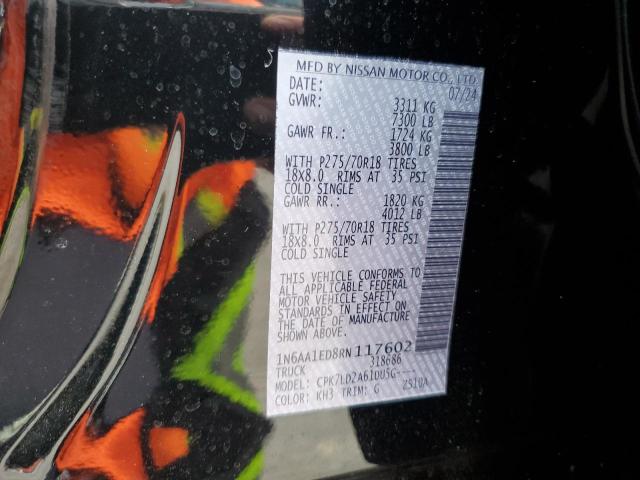 MFD BY NISSAN MOTOR CO., LTD.
DATE: 07/24
GVWR: 3311 KG
7300 LB
GAWR FR.: 1724 KG
3800 LB
WITH P275/70R18 TIRES
18X8.0 RIMS AT 35 PSI
COLD SINGLE
GAWR RR.: 1820 KG
4012 LB
WITH P275/70R18 TIRES
18X8.0 RIMS AT 35 PSI
COLD SINGLE
THIS VEHICLE CONFORMS TO
ALL APPLICABLE FEDERAL
MOTOR VEHICLE SAFETY
STANDARDS IN EFFECT ON
THE DATE OF MANUFACTURE
SHOWN ABOVE.
1N6AA1ED8RN117602
TRUCK 318686
MODEL: CPK7LD2A61DU5G----
COLOR: KH3 TRIM: G 2510A